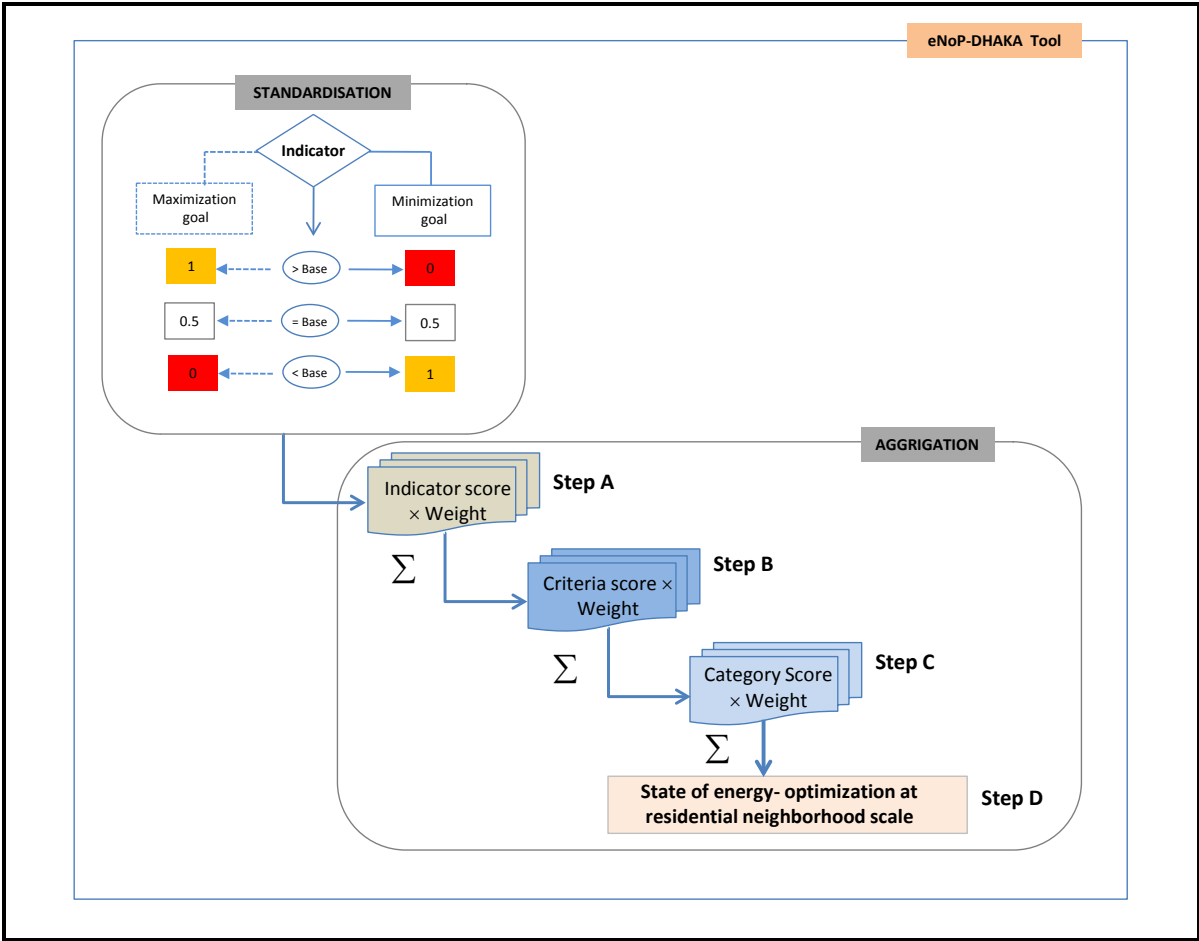 eNoP-DHAKA Tool
STANDARDISATION
Indicator
Maximization
goal
Minimization
goal
1
> Base
0
0.5
= Base
0.5
0
< Base
1
AGGRIGATION
Indicator score
× Weight
Step A
∑
Criteria score ×
Weight
Step B
∑
Category Score
× Weight
Step C
∑
State of energy- optimization at
residential neighborhood scale
Step D